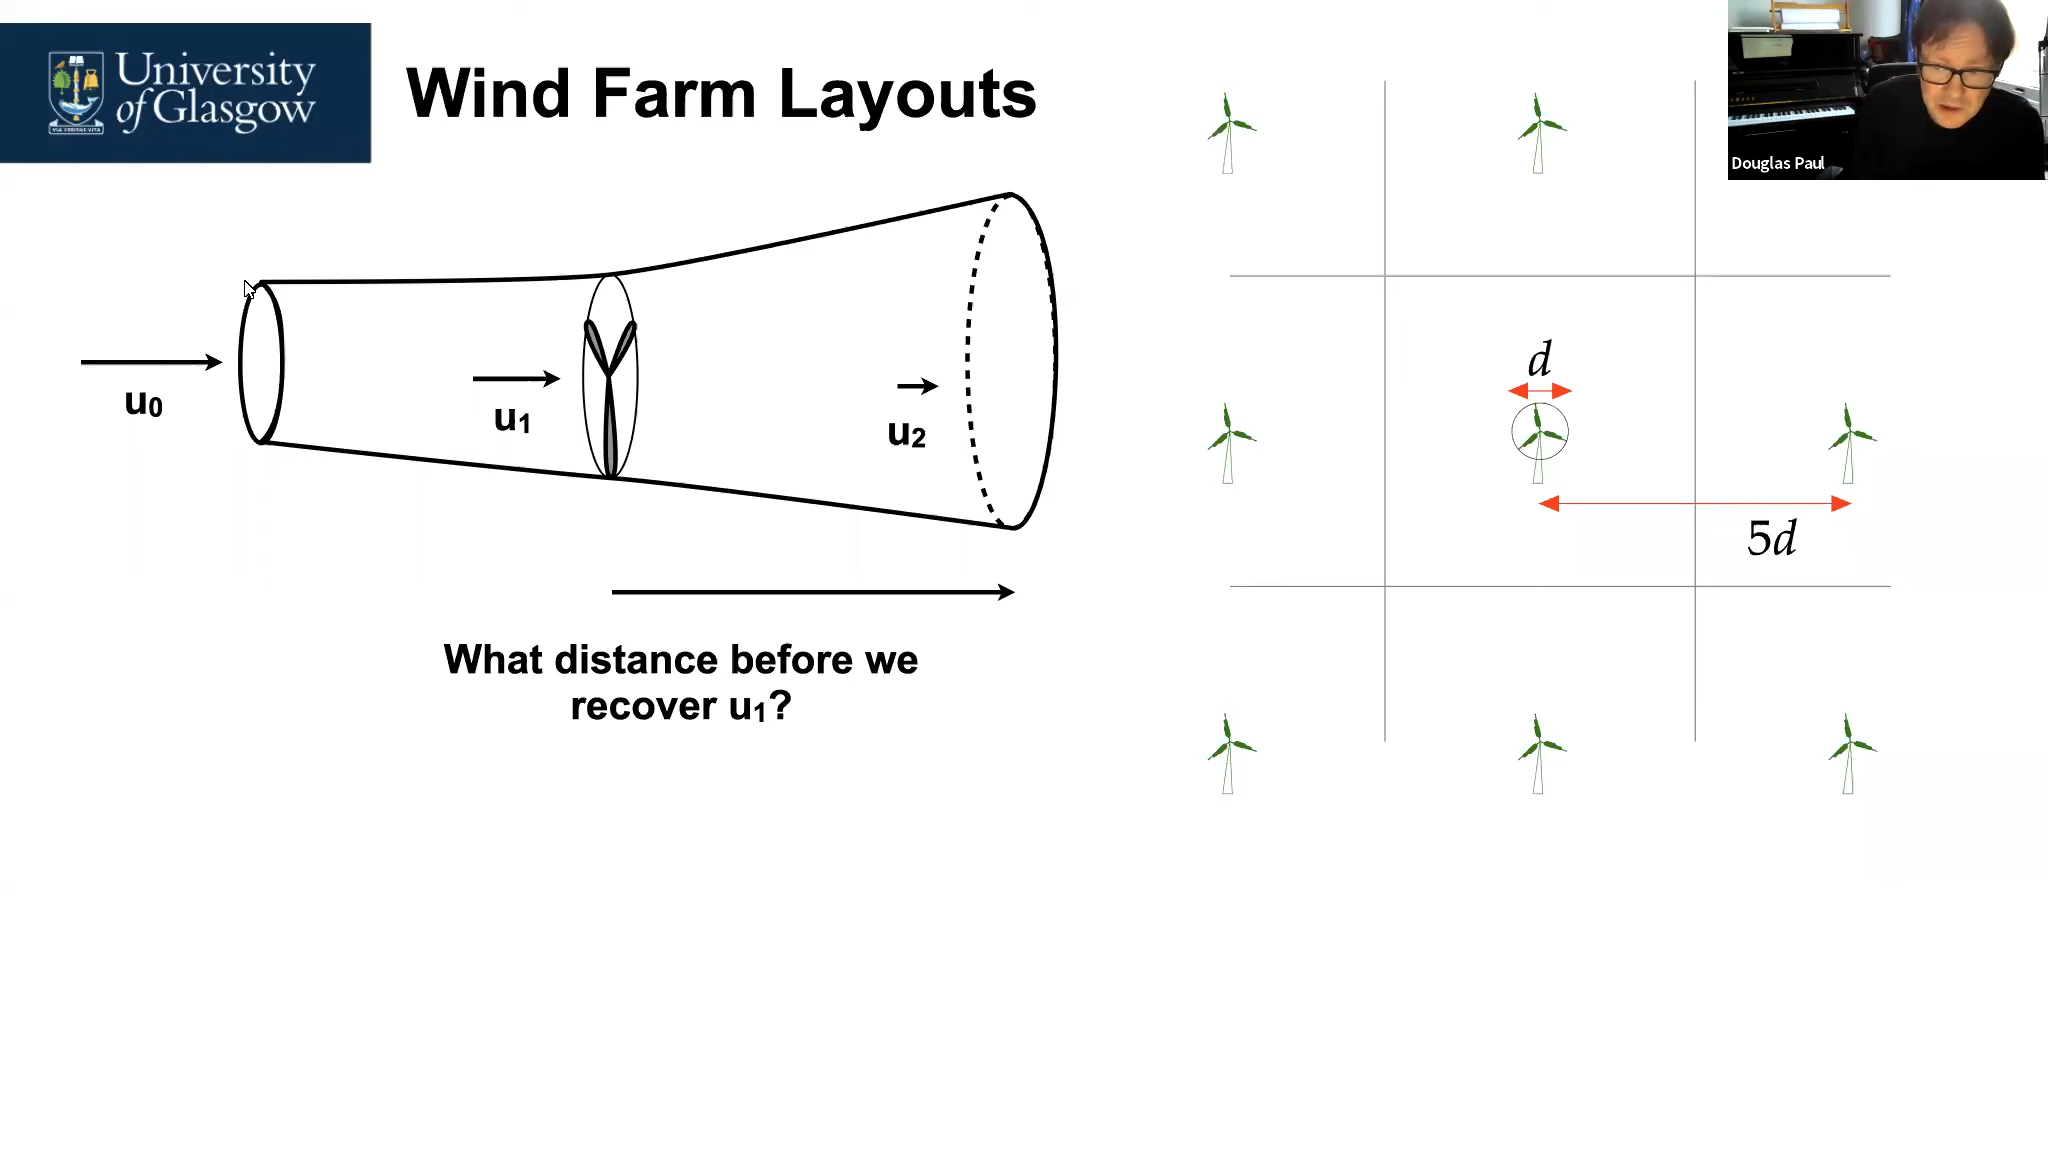 University
of Glasgow
VIA VERITAS VITA
Wind Farm Layouts
Douglas Paul
u0
u1
u2
What distance before we
recover u1?
d
5d